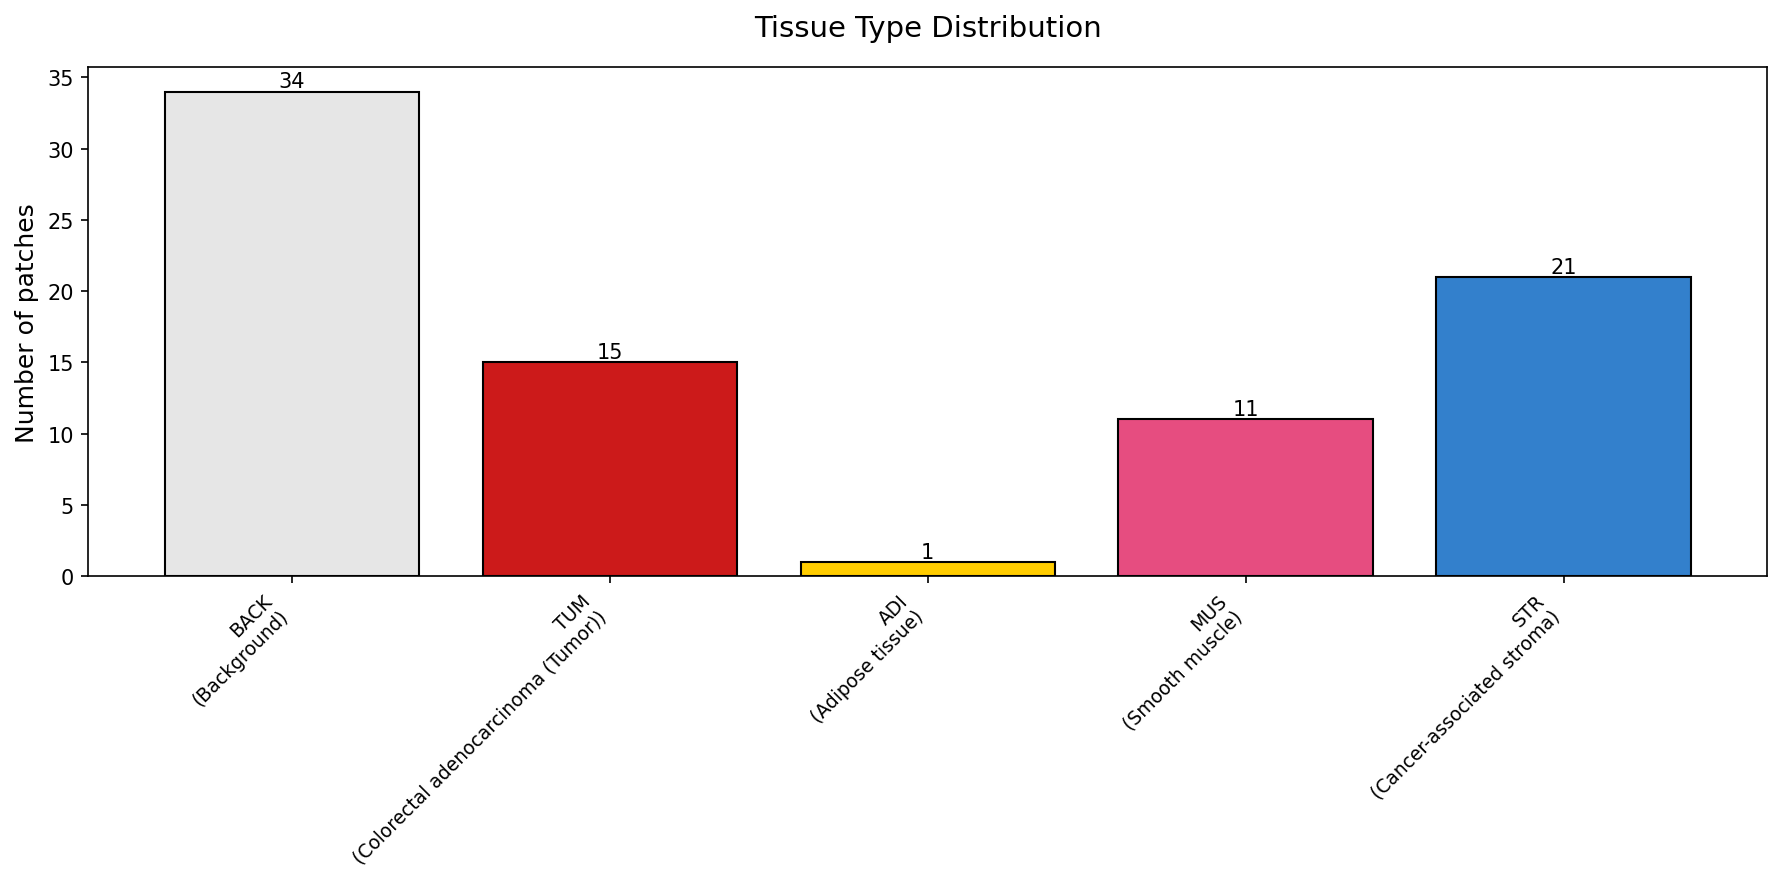 Tissue Type Distribution
Number of patches
35
30
25
20
15
10
5
0
34
15
1
11
21
BACK
(Background)
TUM
(Colorectal adenocarcinoma (Tumor))
ADI
(Adipose tissue)
MUS
(Smooth muscle)
STR
(Cancer-associated stroma)